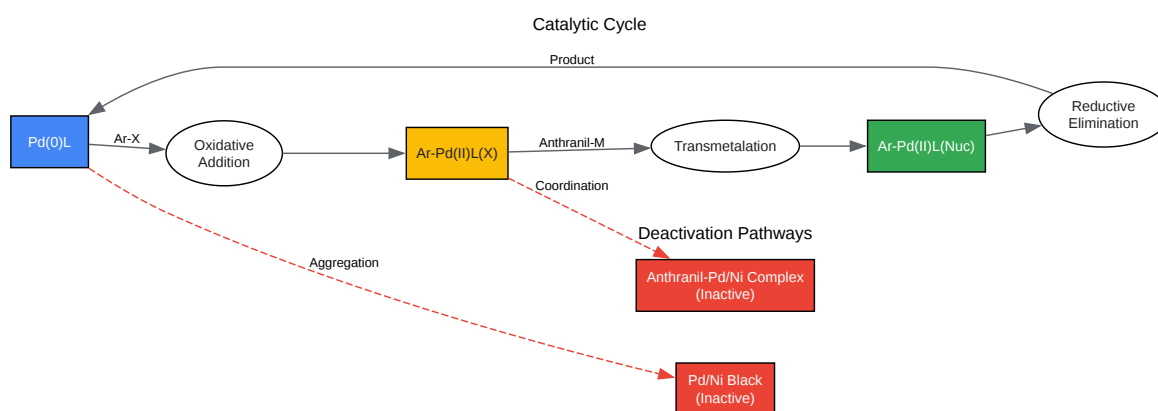 Catalytic Cycle
Product
Pd(0)L
Ar-X
Oxidative
Addition
Ar-Pd(II)L(X)
Anthranil-M
Transmetalation
Ar-Pd(II)L(Nuc)
Reductive
Elimination
Coordination
Deactivation Pathways
Aggregation
Anthranil-Pd/Ni Complex
(Inactive)
Pd/Ni Black
(Inactive)